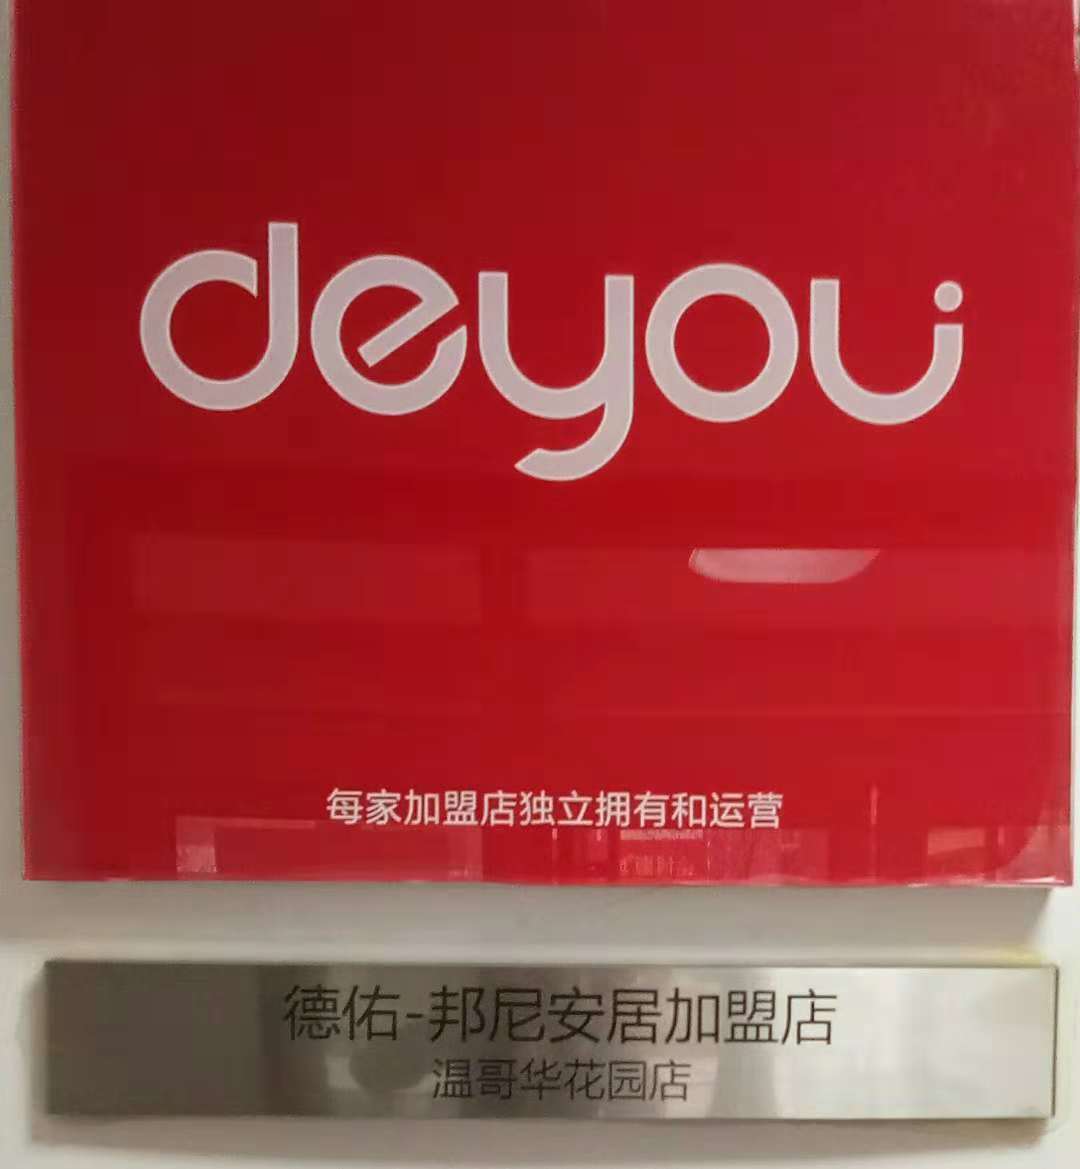 deyou
每家加盟店独立拥有和运营
德佑-邦尼安居加盟店
温哥华花园店